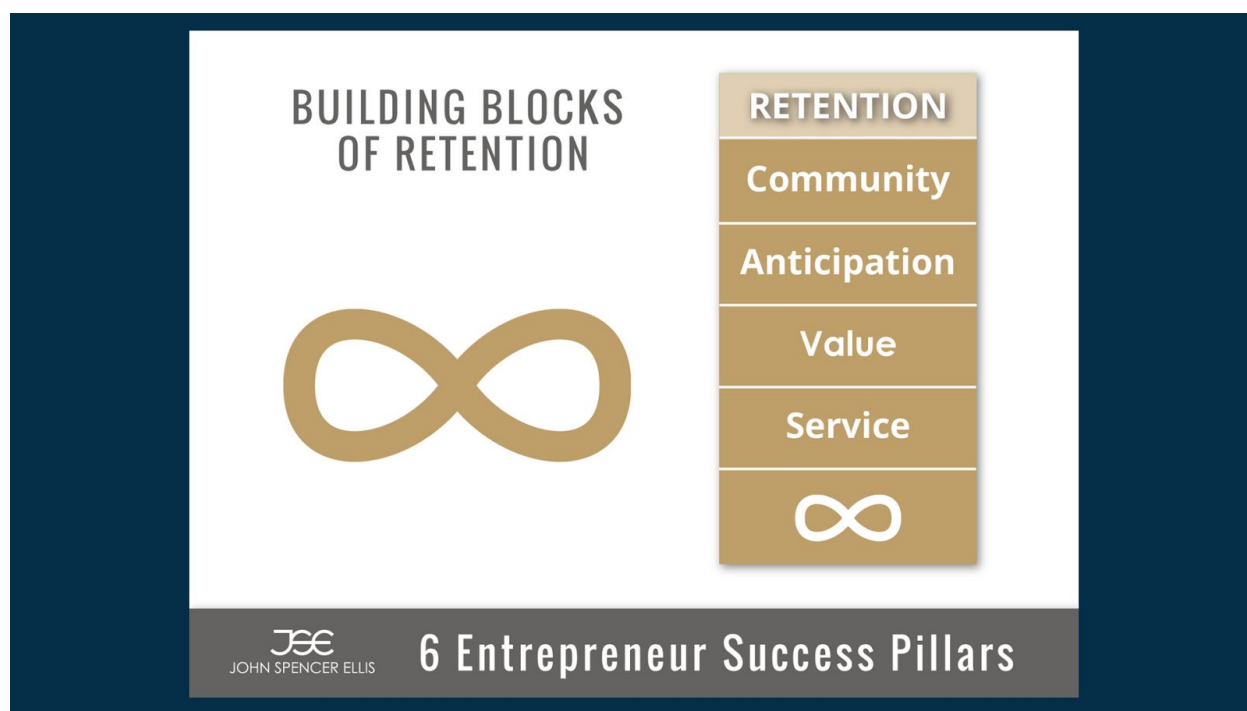 BUILDING BLOCKS
OF RETENTION
RETENTION
Community
Anticipation
Value
Service
JSE
JOHN SPENCER ELLIS
6 Entrepreneur Success Pillars